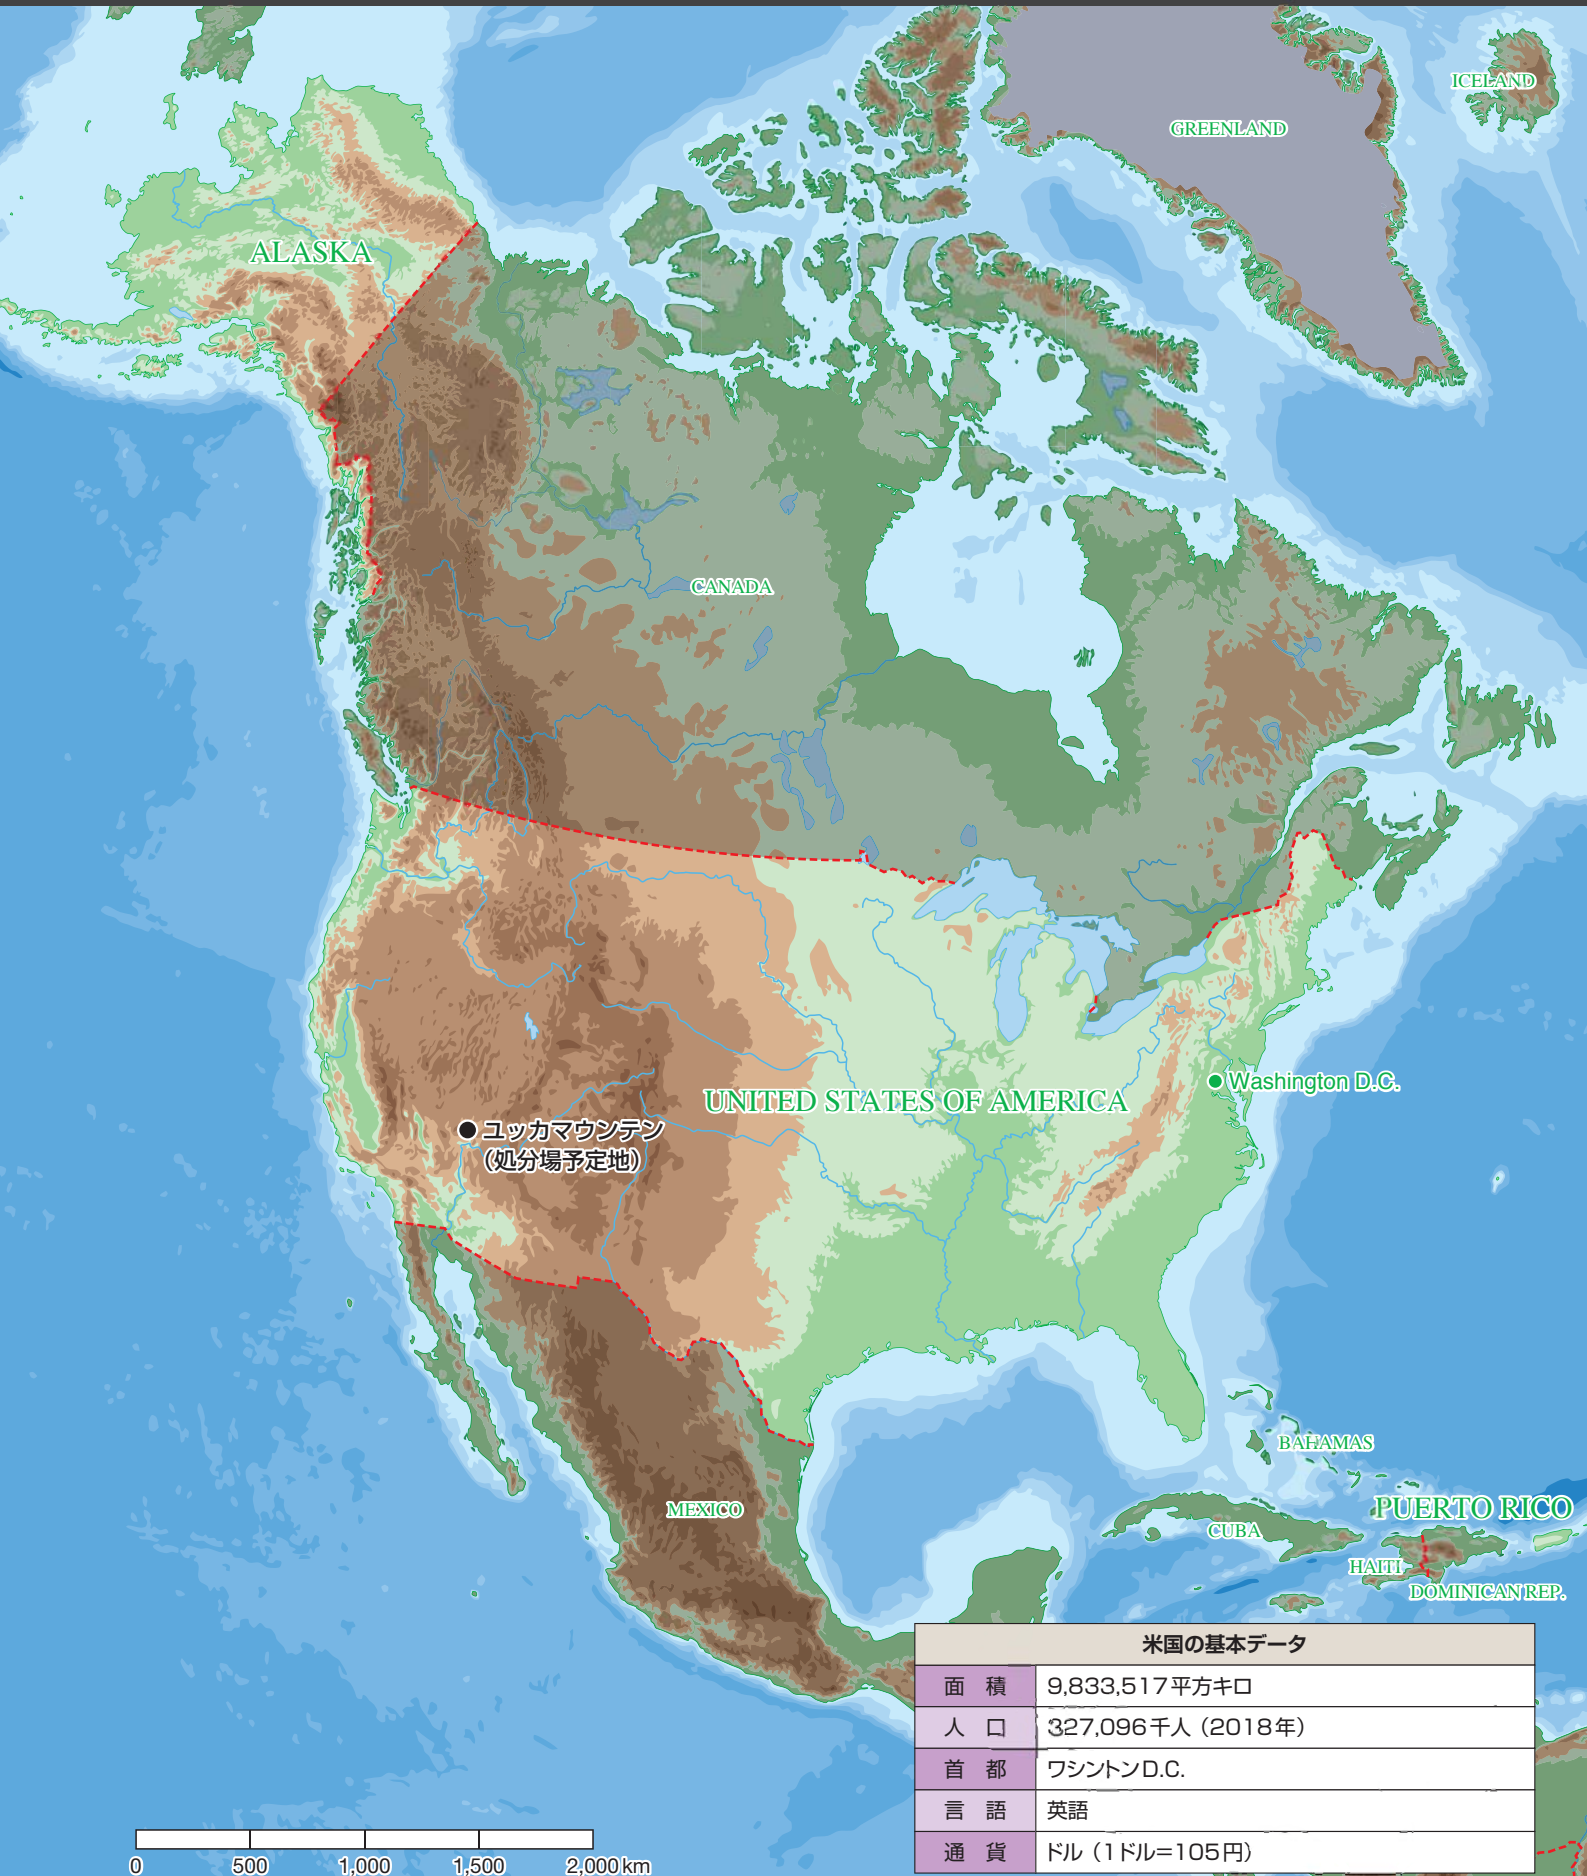 ICELAND
GREENLAND
ALASKA
CANADA
Washington D.C.
UNITED STATES OF AMERICA
ユッカマウンテン
（処分場予定地）
BAHAMAS
MEXICO
PUERTO RICO
CUBA
HAITI
DOMINICAN REP.
米国の基本データ
面 積 9,833,517平方キロ
人 口 327,096千人（2018年）
首 都 ワシントンD.C.
言 語 英語
通 貨 ドル（1ドル=105円）
0 500 1,000 1,500 2,000km